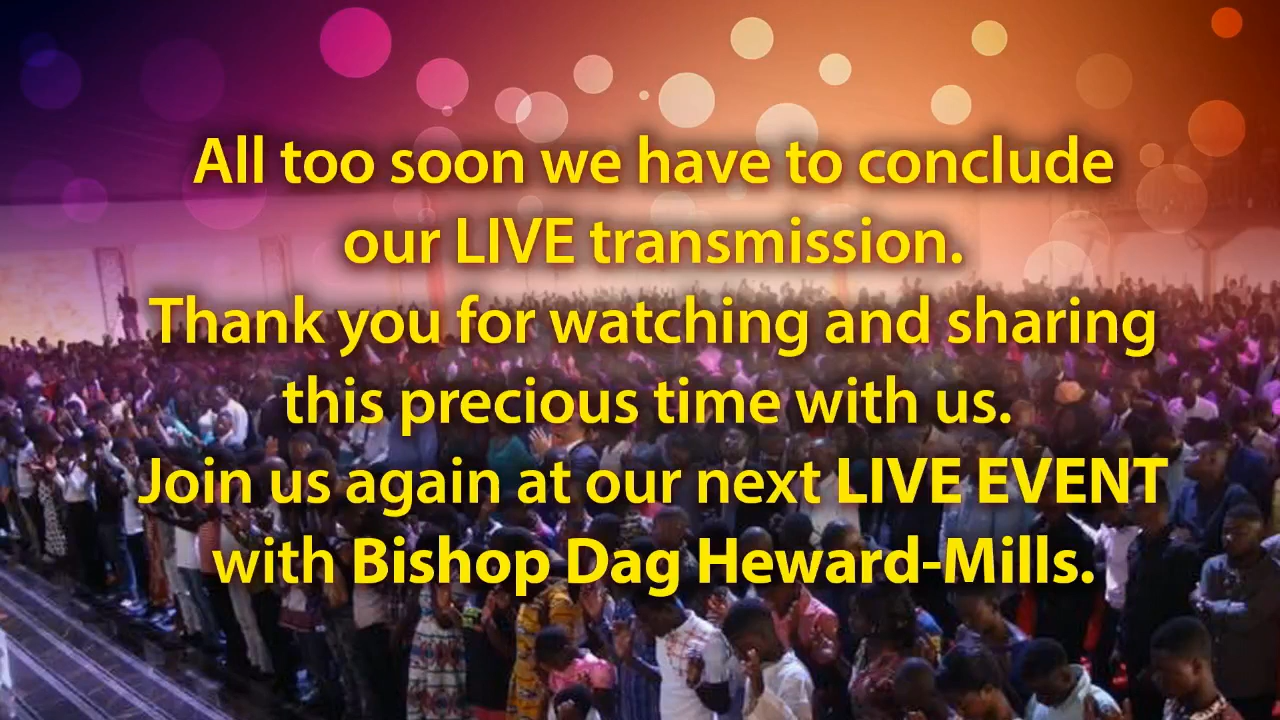 All too soon we have to conclude
our LIVE transmission.
Thank you for watching and sharing
this precious time with us.
Join us again at our next LIVE EVENT
with Bishop Dag Heward-Mills.